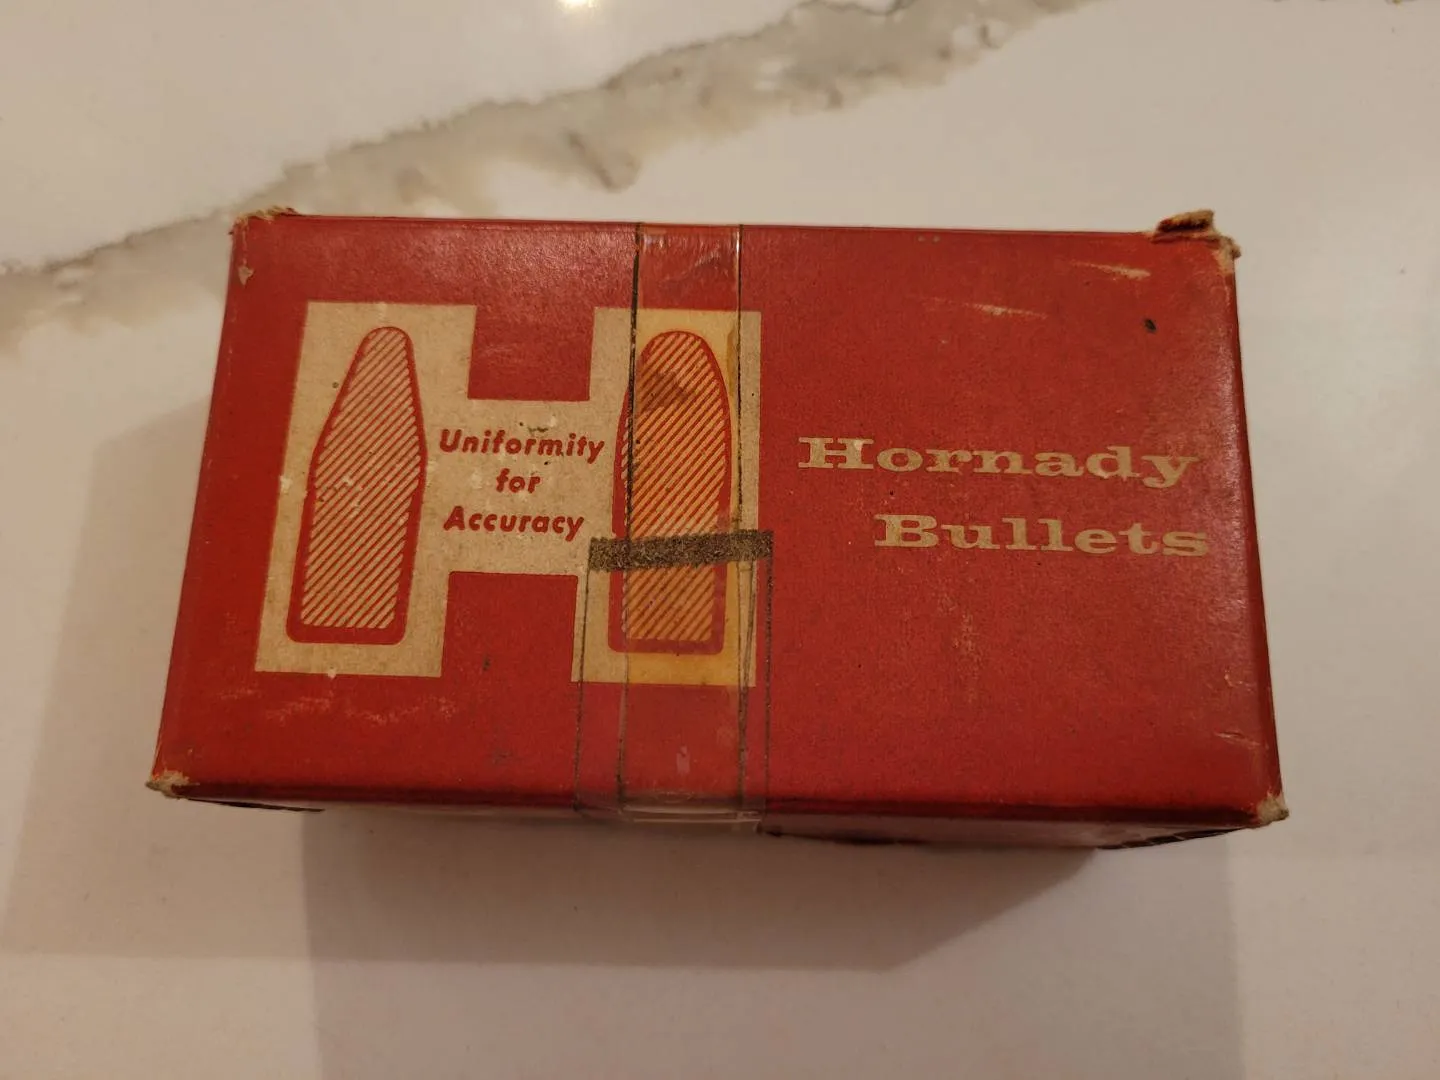 Uniformity
for
Accuracy
Hornady
Bullets